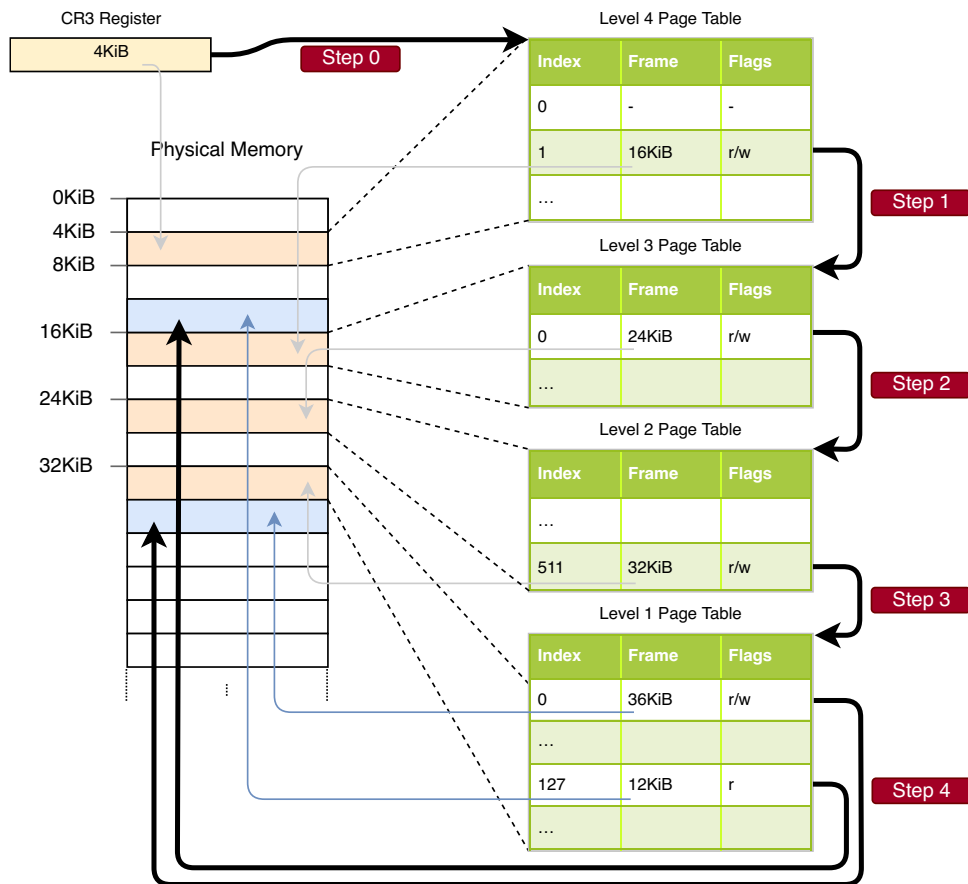 CR3 Register
4KiB
Step 0
Level 4 Page Table
Index Frame Flags
0 - -
1 16KiB r/w
...
Step 1
Physical Memory
0KiB
4KiB
8KiB
16KiB
24KiB
32KiB
...
Level 3 Page Table
Index Frame Flags
0 24KiB r/w
...
Step 2
Level 2 Page Table
Index Frame Flags
...
511 32KiB r/w
Step 3
Level 1 Page Table
Index Frame Flags
0 36KiB r/w
...
127 12KiB r
...
Step 4